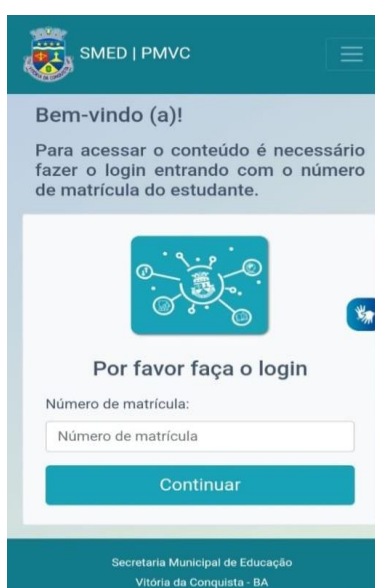 SMED | PMVC
Bem-vindo (a)!
Para acessar o conteúdo é necessário
fazer o login entrando com o número
de matrícula do estudante.
Por favor faça o login
Número de matrícula:
Número de matrícula
Continuar
Secretaria Municipal de Educação
Vitória da Conquista - BA